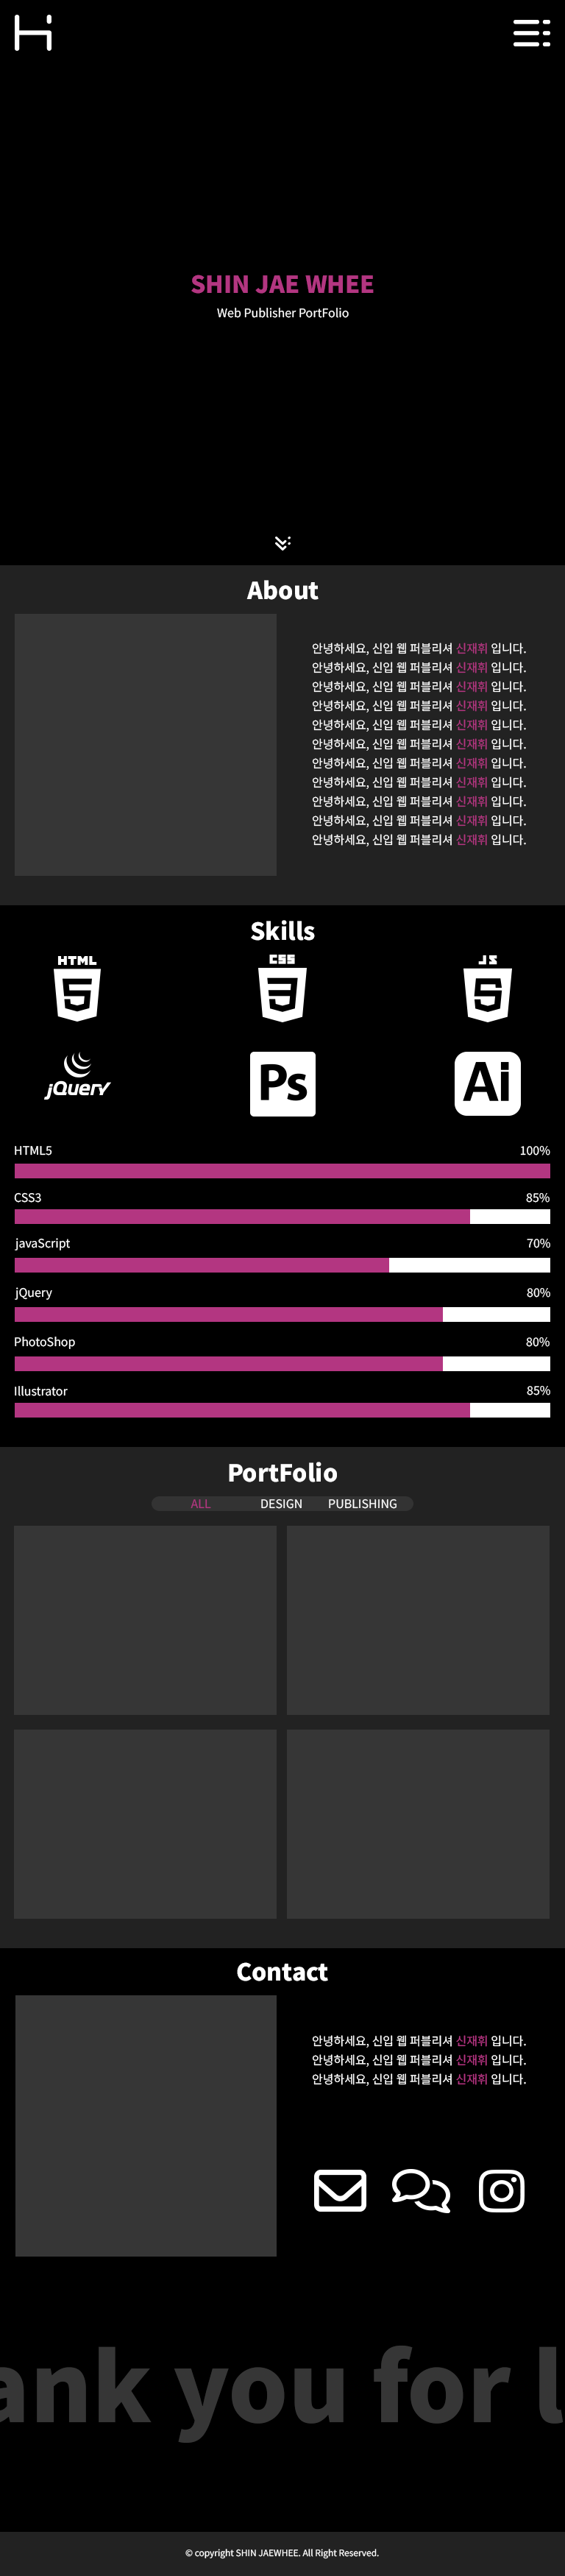 Hi
SHIN JAE WHEE
Web Publisher PortFolio
About
안녕하세요, 신입 웹 퍼블리셔 신재휘 입니다.
안녕하세요, 신입 웹 퍼블리셔 신재휘 입니다.
안녕하세요, 신입 웹 퍼블리셔 신재휘 입니다.
안녕하세요, 신입 웹 퍼블리셔 신재휘 입니다.
안녕하세요, 신입 웹 퍼블리셔 신재휘 입니다.
안녕하세요, 신입 웹 퍼블리셔 신재휘 입니다.
안녕하세요, 신입 웹 퍼블리셔 신재휘 입니다.
안녕하세요, 신입 웹 퍼블리셔 신재휘 입니다.
안녕하세요, 신입 웹 퍼블리셔 신재휘 입니다.
안녕하세요, 신입 웹 퍼블리셔 신재휘 입니다.
안녕하세요, 신입 웹 퍼블리셔 신재휘 입니다.
Skills
HTML CSS JS
5 3 5
jQuery Ps Ai
HTML5 100%
CSS3 85%
javaScript 70%
jQuery 80%
PhotoShop 80%
Illustrator 85%
PortFolio
ALL DESIGN PUBLISHING
Contact
안녕하세요, 신입 웹 퍼블리셔 신재휘 입니다.
안녕하세요, 신입 웹 퍼블리셔 신재휘 입니다.
안녕하세요, 신입 웹 퍼블리셔 신재휘 입니다.
ank you for l
© copyright SHIN JAEWHEE. All Right Reserved.